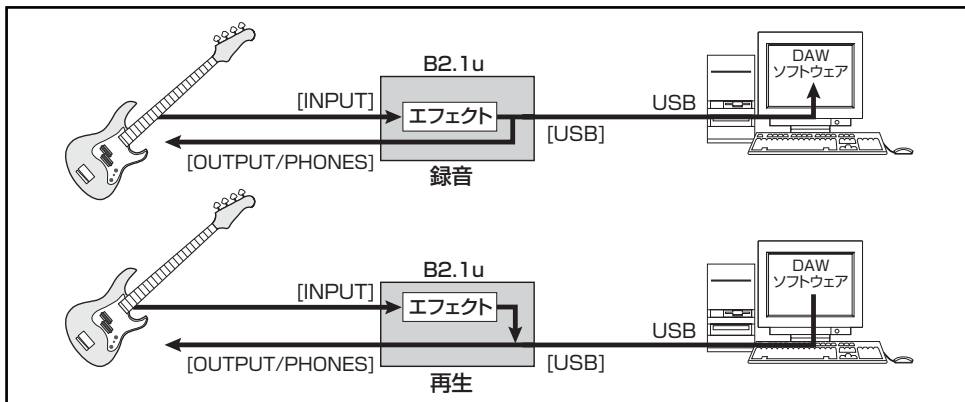 B2.1u
DAW
ソフトウェア
[INPUT]
エフェクト
USB
[USB]
[OUTPUT/PHONES]
録音
B2.1u
DAW
ソフトウェア
[INPUT]
エフェクト
USB
[USB]
[OUTPUT/PHONES]
再生